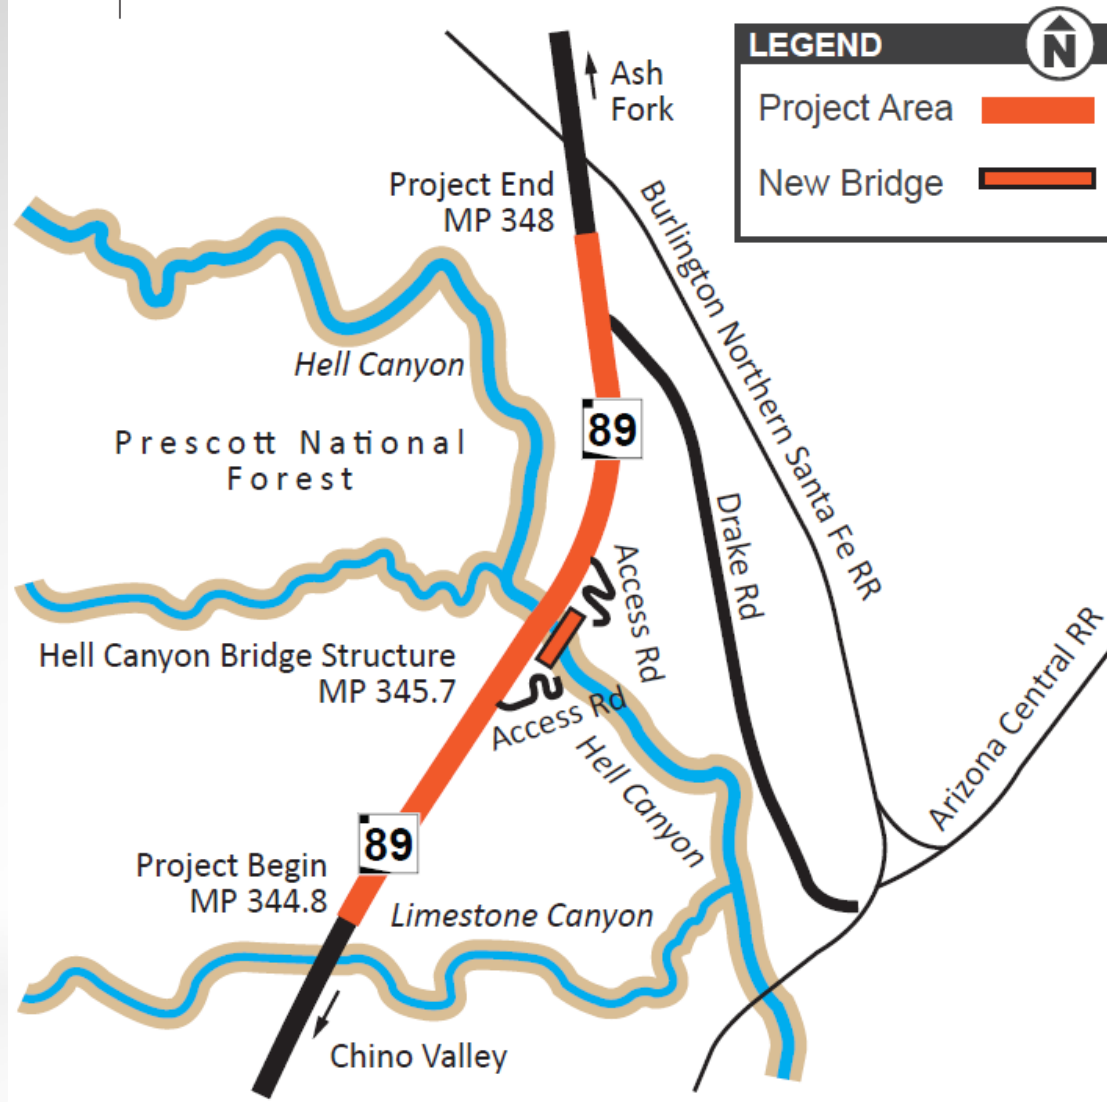 LEGEND
N
Project Area
New Bridge
Ash
Fork
Project End
MP 348
Burlington Northern Santa Fe RR
Hell Canyon
89
Prescott National
Forest
Drake Rd
Access Rd
Hell Canyon Bridge Structure
MP 345.7
Access Rd
Arizona Central RR
Hell Canyon
89
Project Begin
MP 344.8
Limestone Canyon
Chino Valley